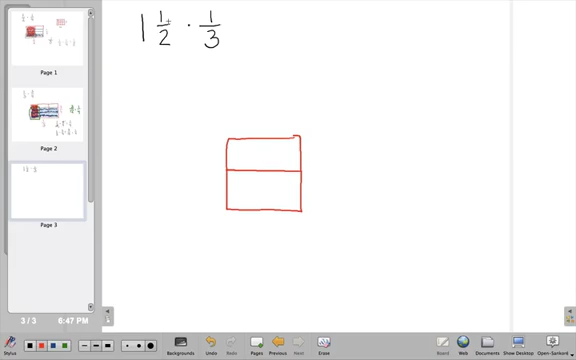 1 1/2 · 1/3
Page 1
Page 2
Page 3
3 / 3 6:47 PM
Stylus
Backgrounds
Undo
Redo
Pages
Previous
Next
Erase
Board
Web
Documents
Show Desktop
Open-Sankoré